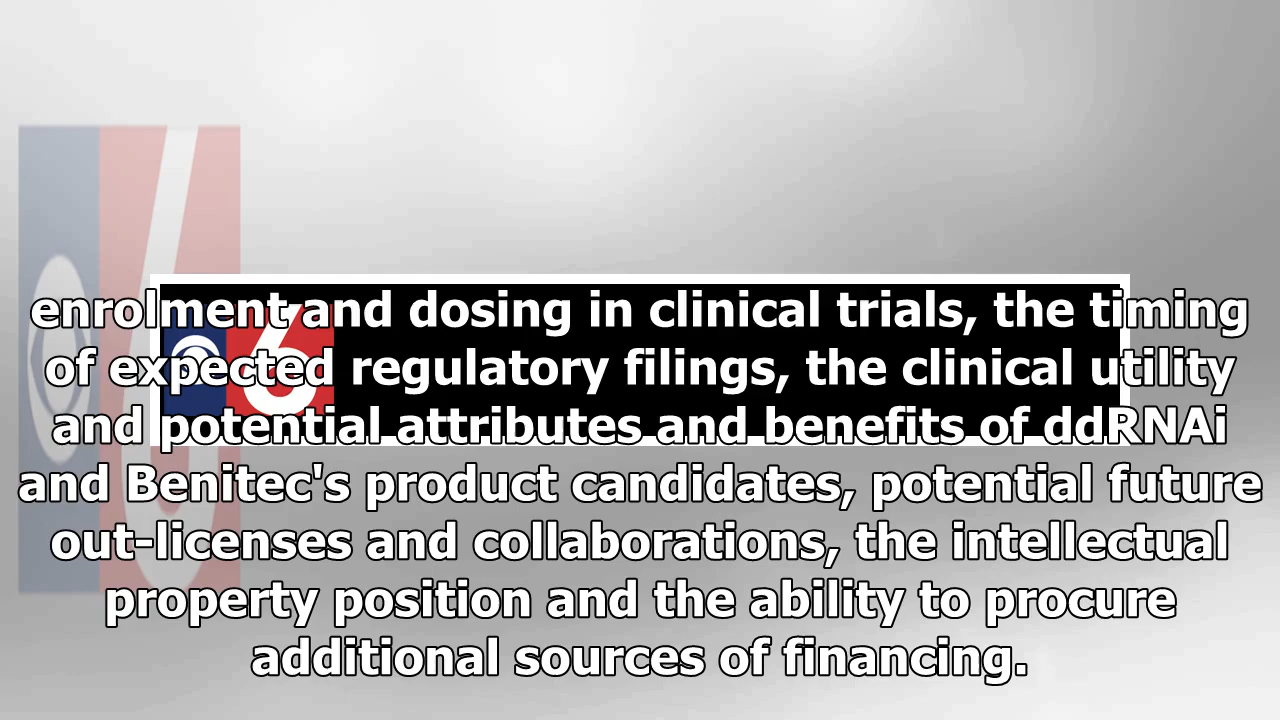 enrolment and dosing in clinical trials, the timing
of expected regulatory filings, the clinical utility
and potential attributes and benefits of ddRNAi
and Benitec's product candidates, potential future
out-licenses and collaborations, the intellectual
property position and the ability to procure
additional sources of financing.
6
6